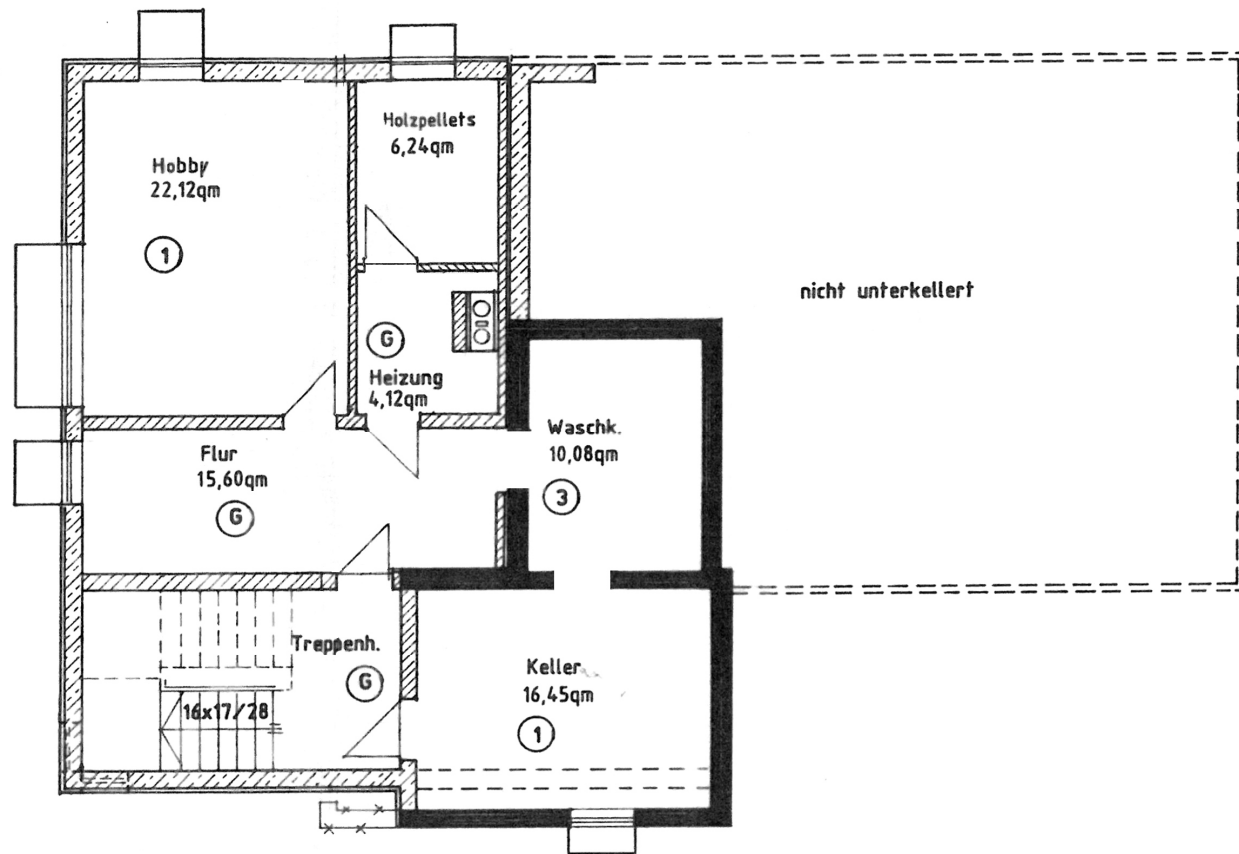 Holzpellets
6,24qm
Hobby
22,12qm
1
nicht unterkellert
G
Heizung
4,12qm
Flur
15,60qm
G
Waschk.
10,08qm
3
Treppenh.
G
16x17/28
Keller
16,45qm
1